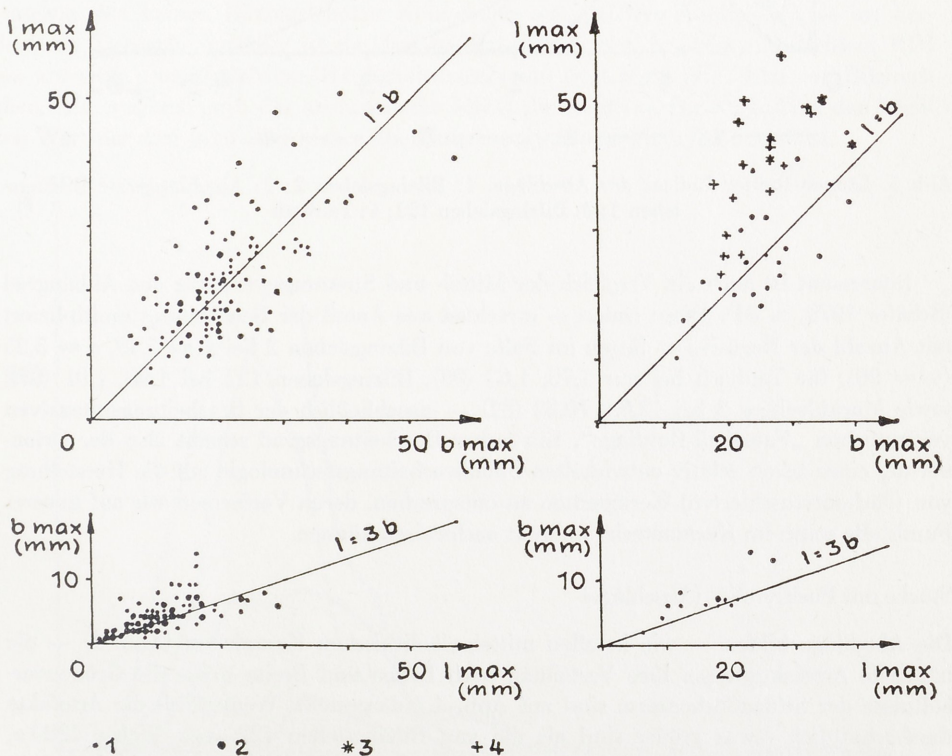 l max
(mm)
50
l = b
0
50
b max
(mm)
l max
(mm)
50
l = b
20
b max
(mm)
b max
(mm)
10
l = 3b
0
50
l max
(mm)
b max
(mm)
10
l = 3b
20
l max
(mm)
• 1 ● 2 ✳ 3 + 4